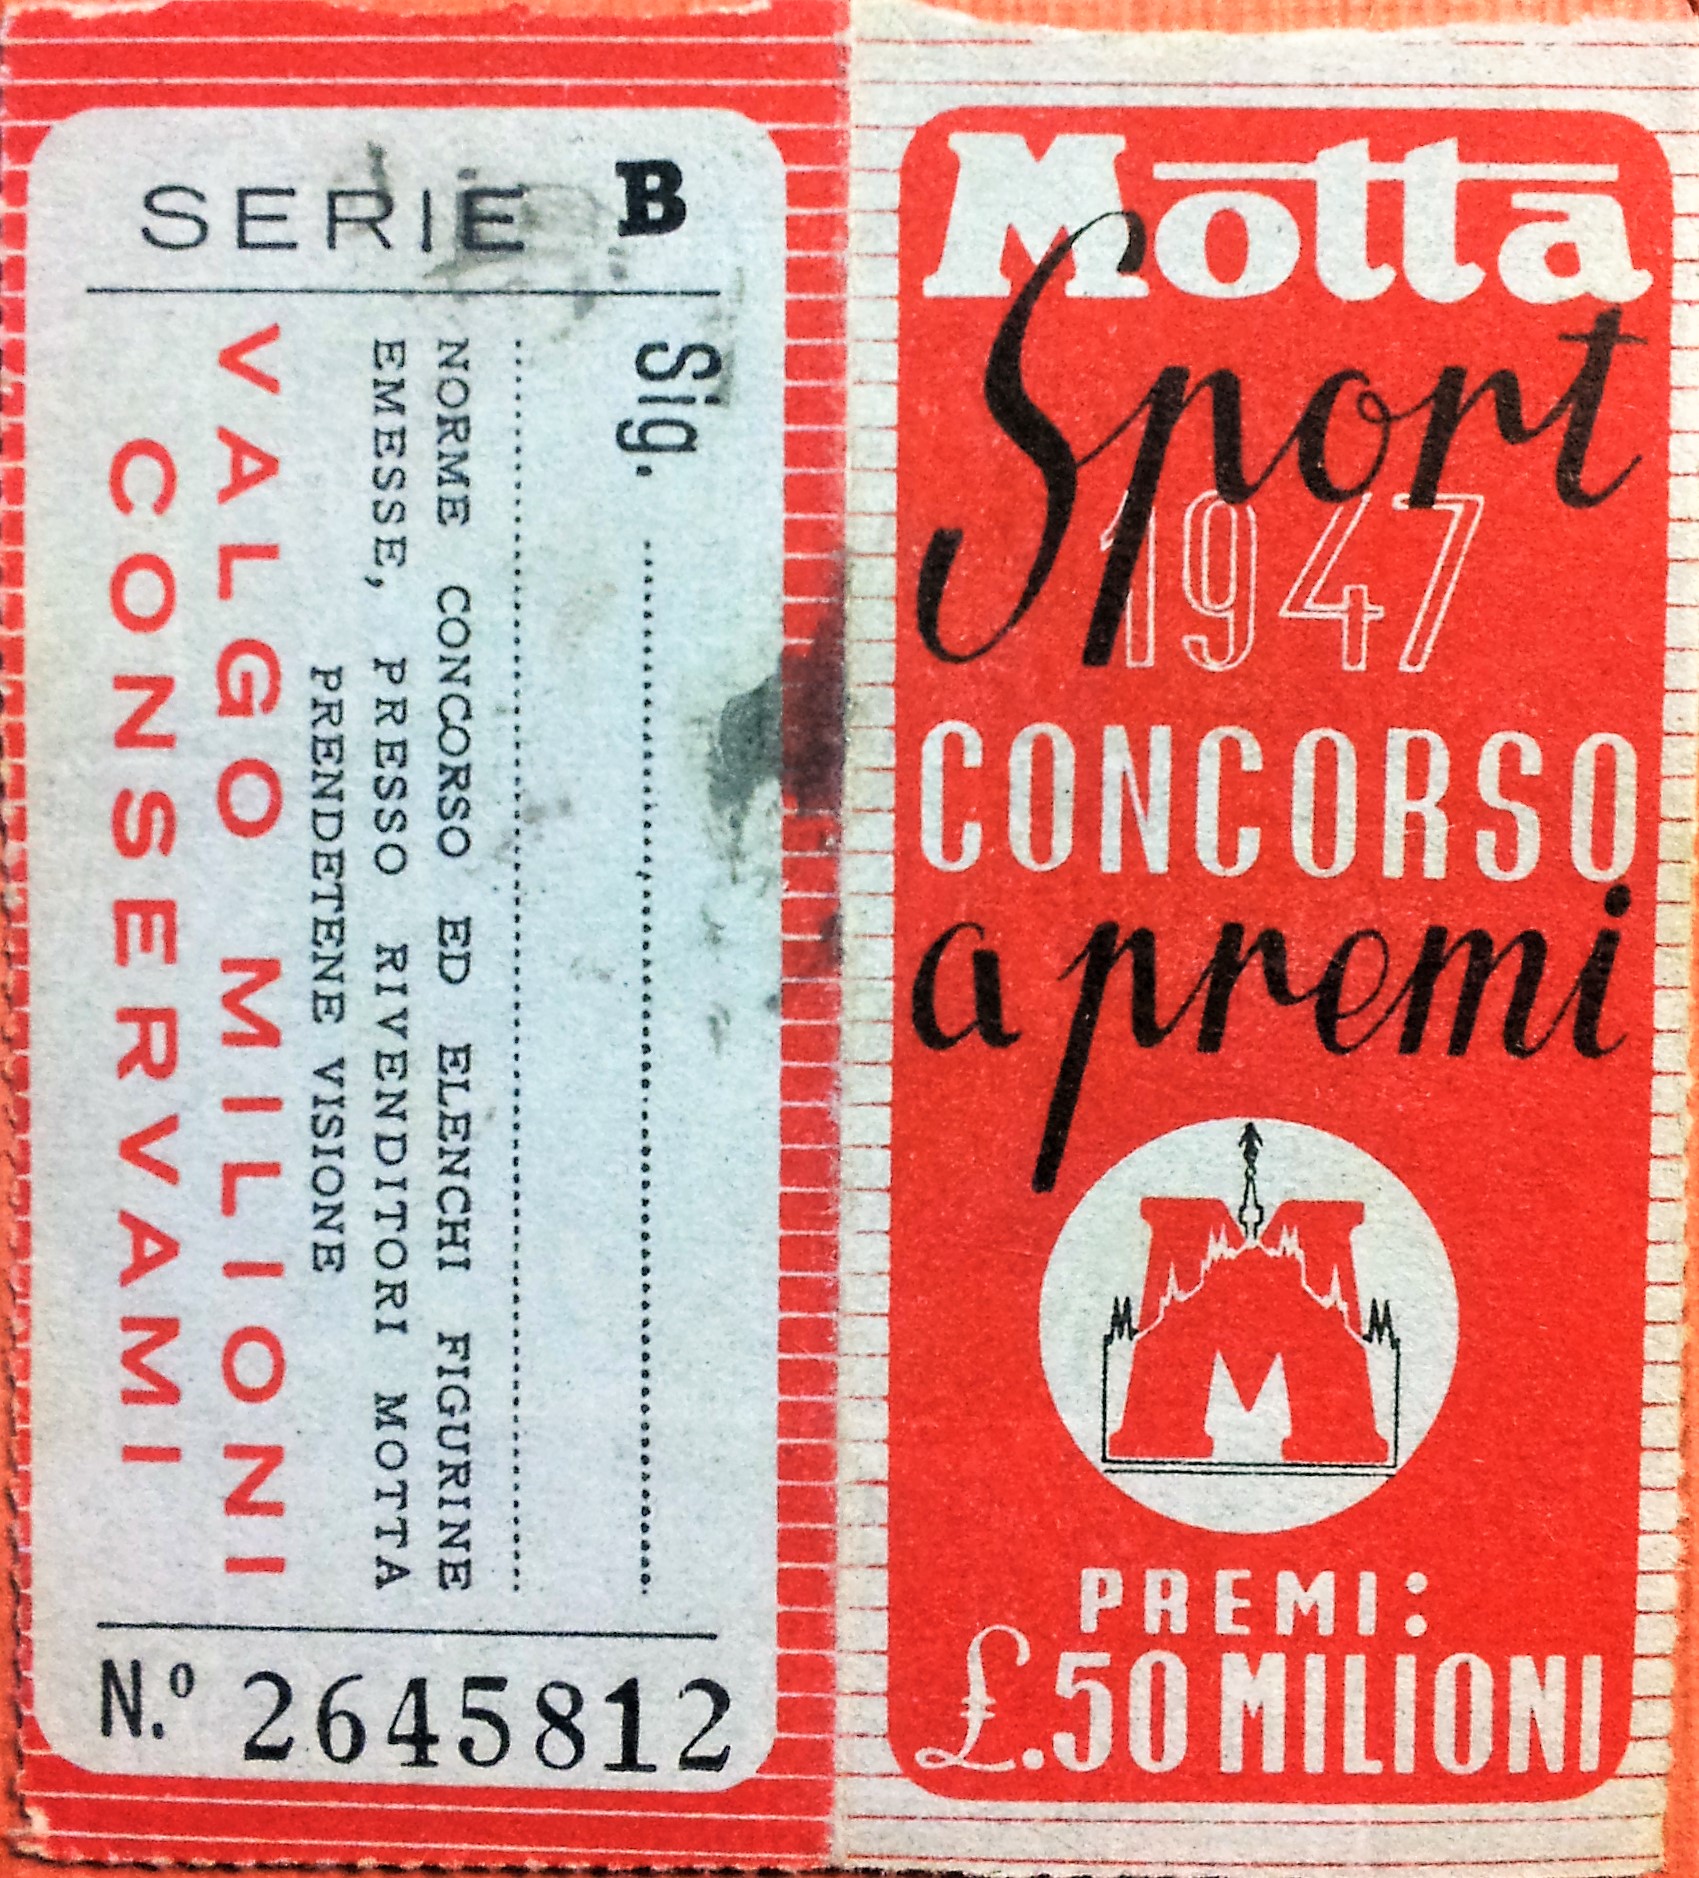 SERIE B
Sig.
NORME CONCORSO ED ELENCHI FIGURINE
EMESSE, PRESSO RIVENDITORI MOTTA
PRENDETENE VISIONE
VALGO MILIONI
CONSERVAMI
N.º 2645812
Motta
Sport
1947
CONCORSO
a premi
M
PREMI:
£.50 MILIONI